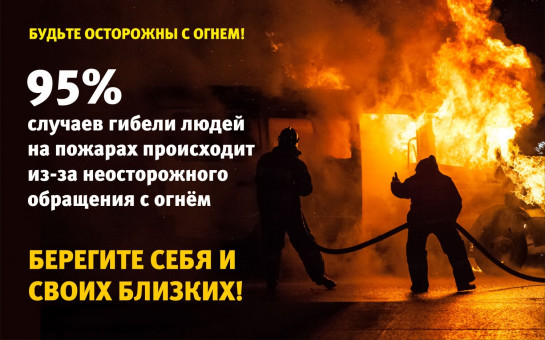 БУДЬТЕ ОСТОРОЖНЫ С ОГНЕМ!
95%
случаев гибели людей
на пожарах происходит
из-за неосторожного
обращения с огнём
БЕРЕГИТЕ СЕБЯ И
СВОИХ БЛИЗКИХ!